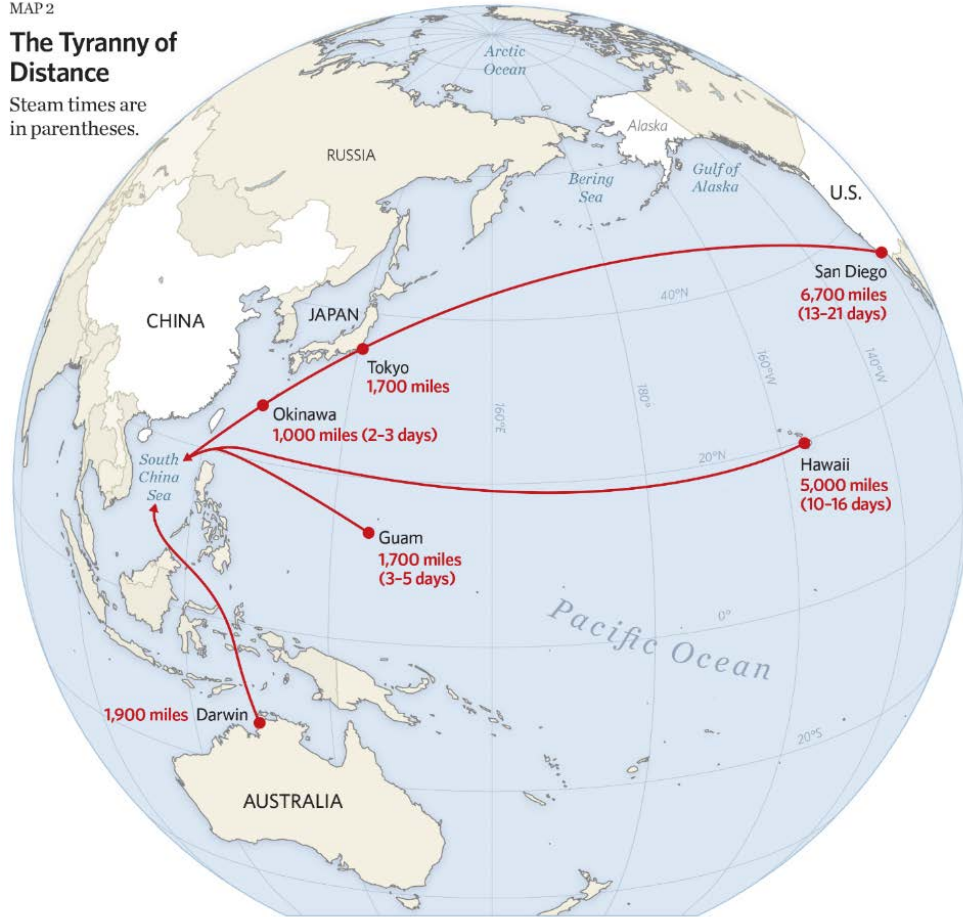 MAP 2
The Tyranny of
Distance
Steam times are
in parentheses.
Arctic
Ocean
Alaska
RUSSIA
Bering
Sea
Gulf of
Alaska
U.S.
San Diego
6,700 miles
(13–21 days)
40°N
CHINA
JAPAN
Tokyo
1,700 miles
160°W
140°W
180°
160°E
Okinawa
1,000 miles (2–3 days)
20°N
South
China
Sea
Hawaii
5,000 miles
(10–16 days)
Guam
1,700 miles
(3–5 days)
0°
Pacific Ocean
1,900 miles Darwin
20°S
AUSTRALIA